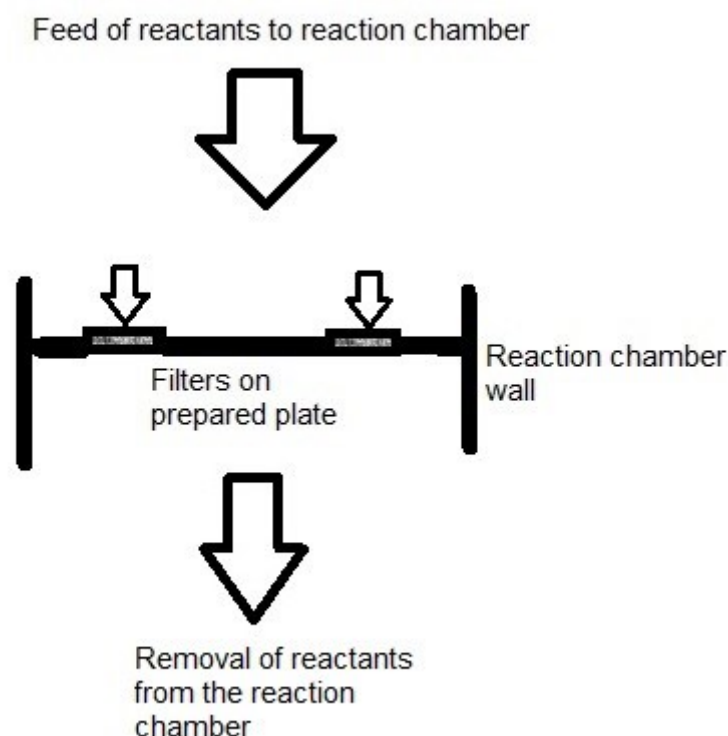 Feed of reactants to reaction chamber
Filters on
prepared plate
Reaction chamber
wall
Removal of reactants
from the reaction
chamber